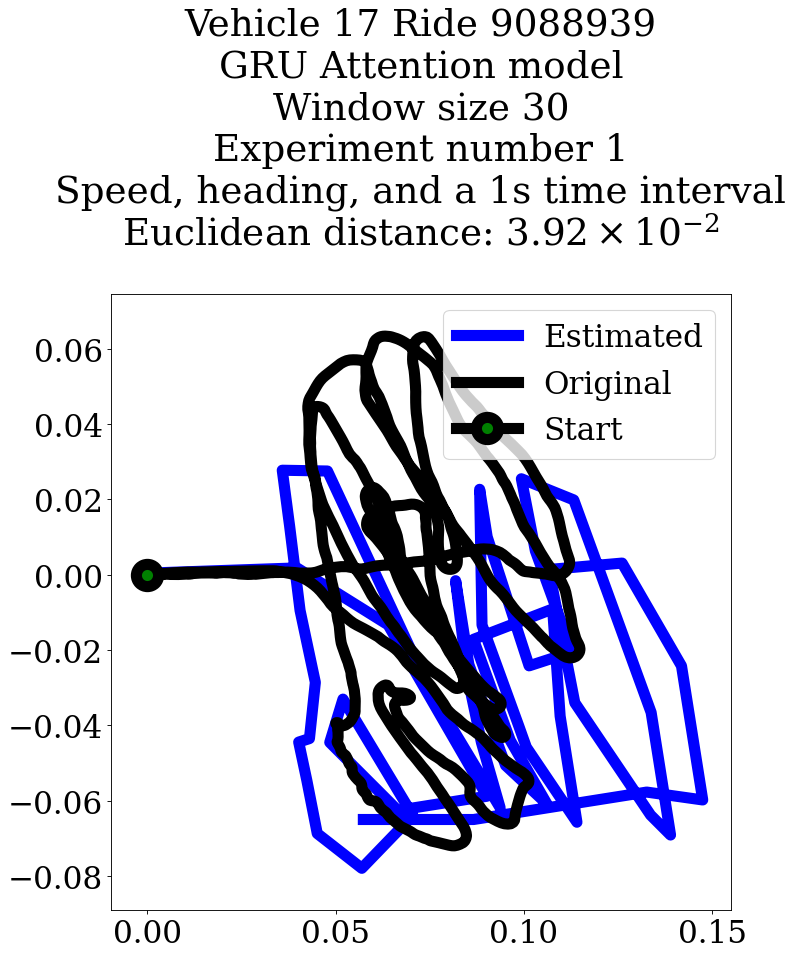 Vehicle 17 Ride 9088939
GRU Attention model
Window size 30
Experiment number 1
Speed, heading, and a 1s time interval
Euclidean distance: 3.92 × 10⁻²
Estimated
Original
Start
0.06
0.04
0.02
0.00
−0.02
−0.04
−0.06
−0.08
0.00 0.05 0.10 0.15